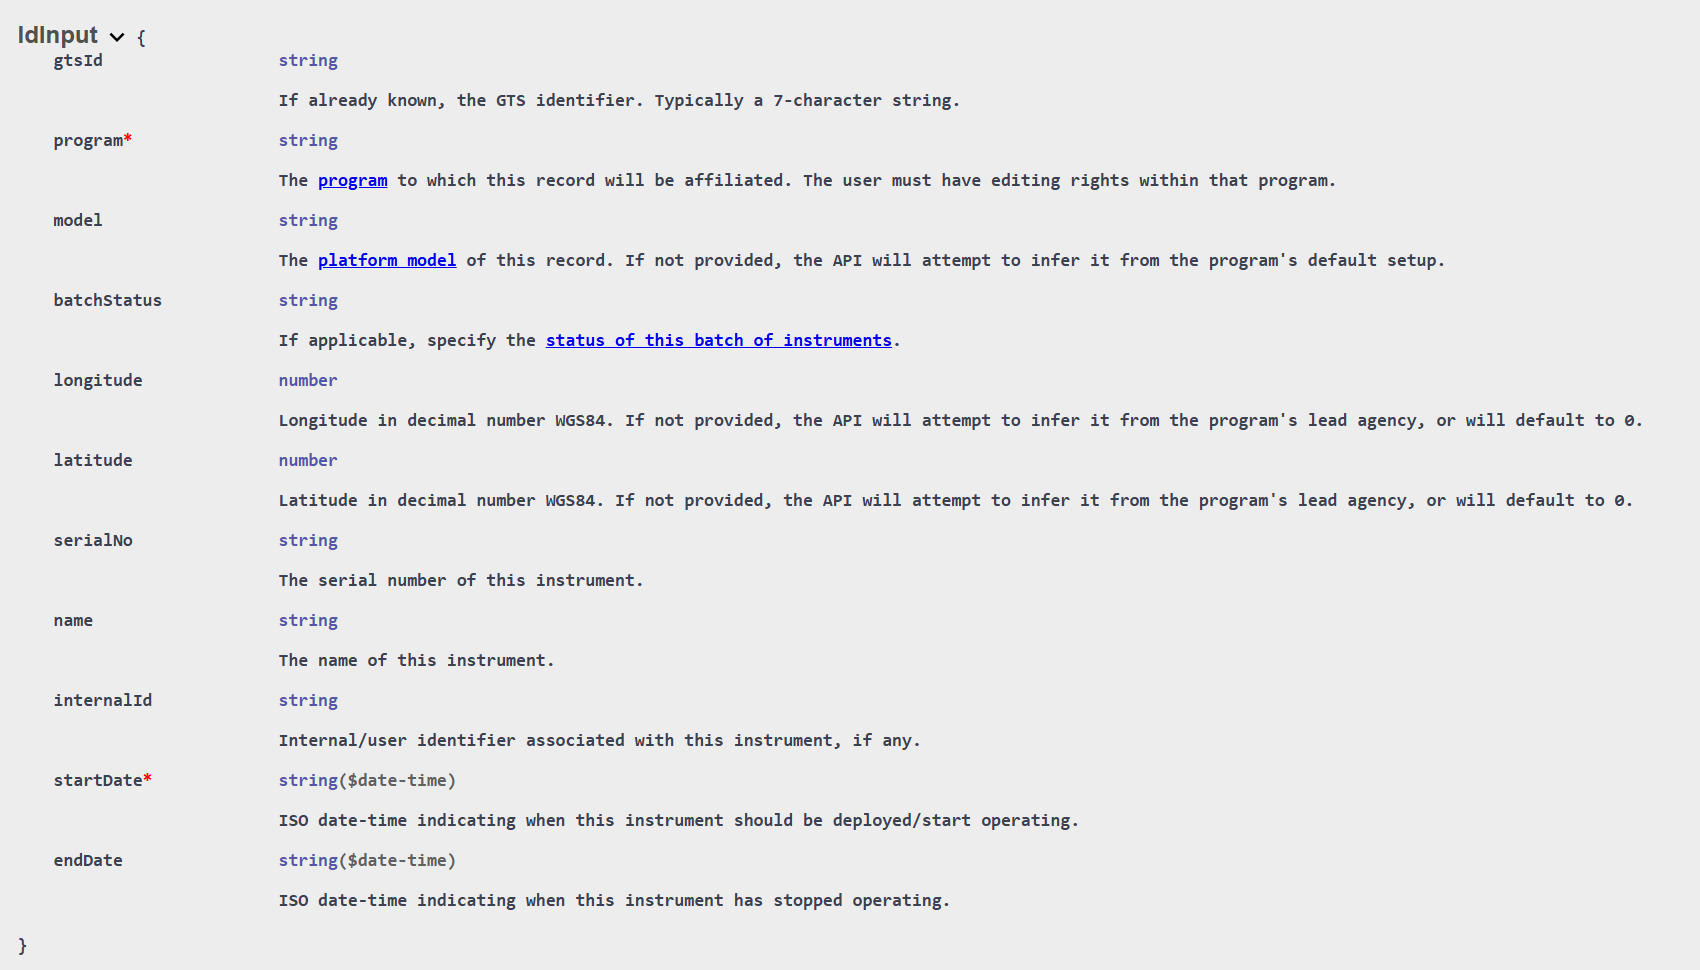 IdInput {
gtsId string
If already known, the GTS identifier. Typically a 7-character string.
program* string
The program to which this record will be affiliated. The user must have editing rights within that program.
model string
The platform model of this record. If not provided, the API will attempt to infer it from the program's default setup.
batchStatus string
If applicable, specify the status of this batch of instruments.
longitude number
Longitude in decimal number WGS84. If not provided, the API will attempt to infer it from the program's lead agency, or will default to 0.
latitude number
Latitude in decimal number WGS84. If not provided, the API will attempt to infer it from the program's lead agency, or will default to 0.
serialNo string
The serial number of this instrument.
name string
The name of this instrument.
internalId string
Internal/user identifier associated with this instrument, if any.
startDate* string($date-time)
ISO date-time indicating when this instrument should be deployed/start operating.
endDate string($date-time)
ISO date-time indicating when this instrument has stopped operating.
}